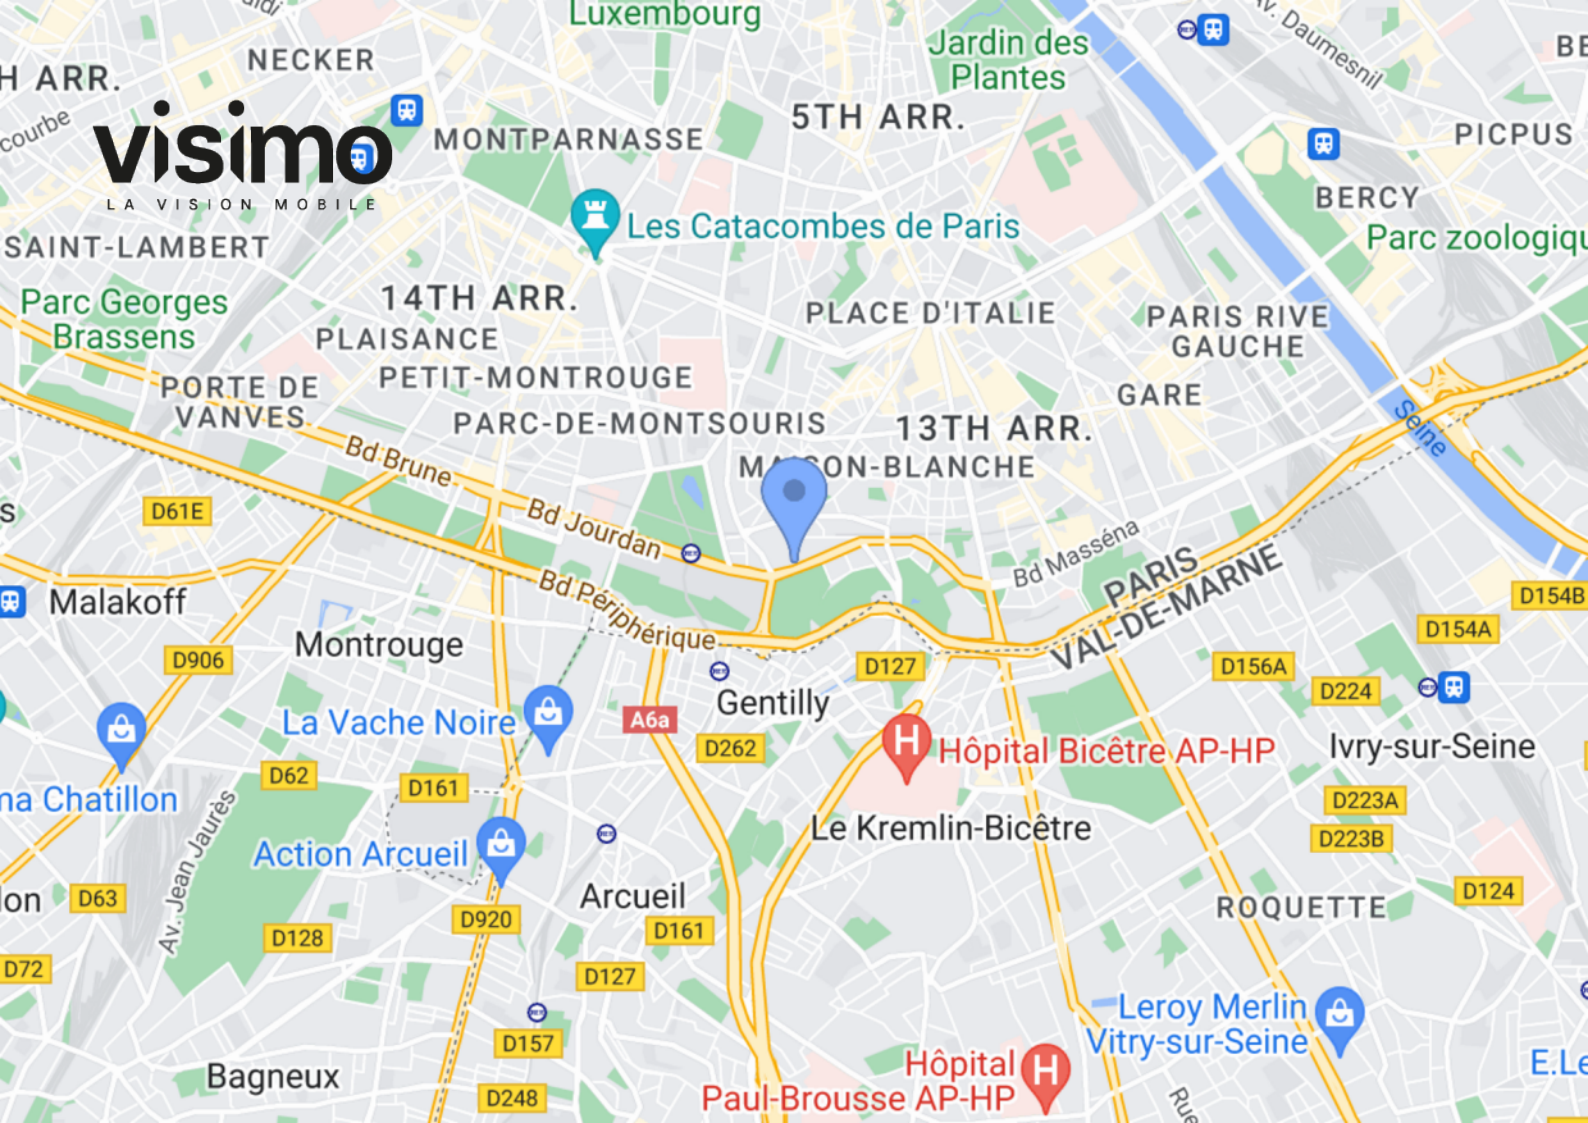 Luxembourg
Jardin des
Plantes
Av. Daumesnil
NECKER
H ARR.
visimo
LA VISION MOBILE
courbe
MONTPARNASSE
5TH ARR.
PICPUS
BERCY
Parc zoologiqu
Les Catacombes de Paris
SAINT-LAMBERT
Parc Georges
Brassens
14TH ARR.
PLAISANCE
PLACE D'ITALIE
PARIS RIVE
GAUCHE
PORTE DE
VANVES
PETIT-MONTROUGE
GARE
PARC-DE-MONTSOURIS
13TH ARR.
Seine
Bd Brune
MAISON-BLANCHE
D61E
Bd Jourdan
Bd Masséna
PARIS
VAL-DE-MARNE
Bd Périphérique
Malakoff
D154B
D154A
Montrouge
D906
D127
D156A
D224
Gentilly
La Vache Noire
A6a
D262
Hôpital Bicêtre AP-HP
Ivry-sur-Seine
D62
D161
ma Chatillon
D223A
Le Kremlin-Bicêtre
D223B
Av. Jean Jaurès
Action Arcueil
lon
D63
Arcueil
D124
D920
D161
ROQUETTE
D128
D72
D127
Leroy Merlin
Vitry-sur-Seine
D157
Bagneux
D248
Hôpital
Paul-Brousse AP-HP
E.Le
Rue